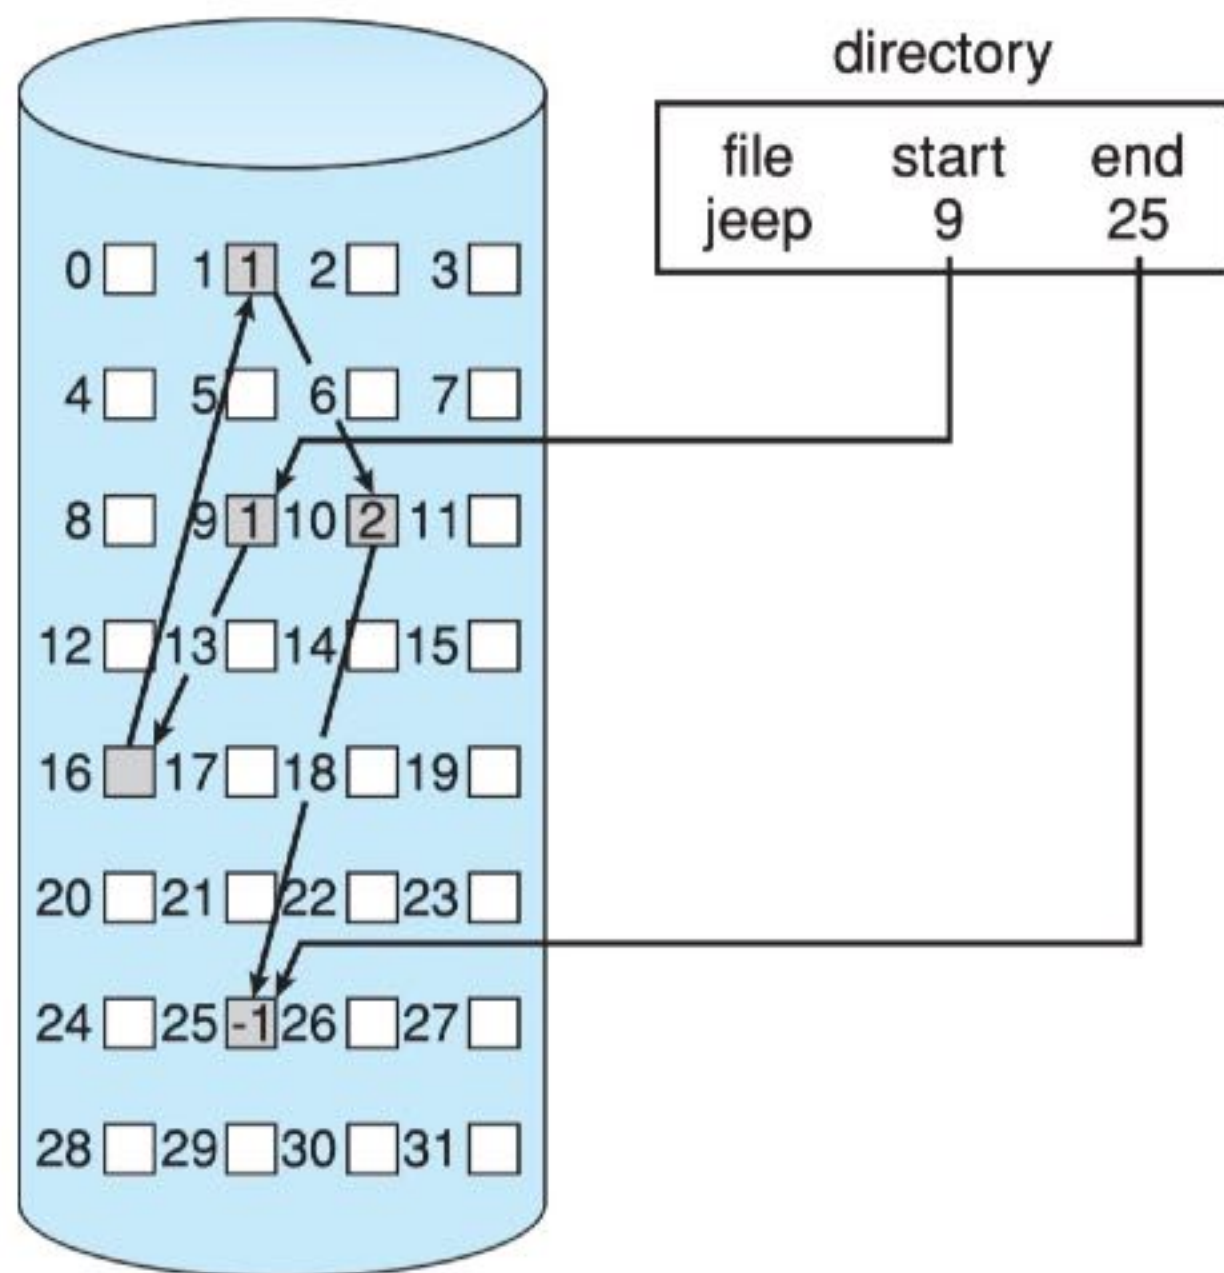 directory
file start end
jeep 9 25
0 1 1 2 3
4 5 6 7
8 9 1 10 2 11
12 13 14 15
16 17 18 19
20 21 22 23
24 25 -1 26 27
28 29 30 31